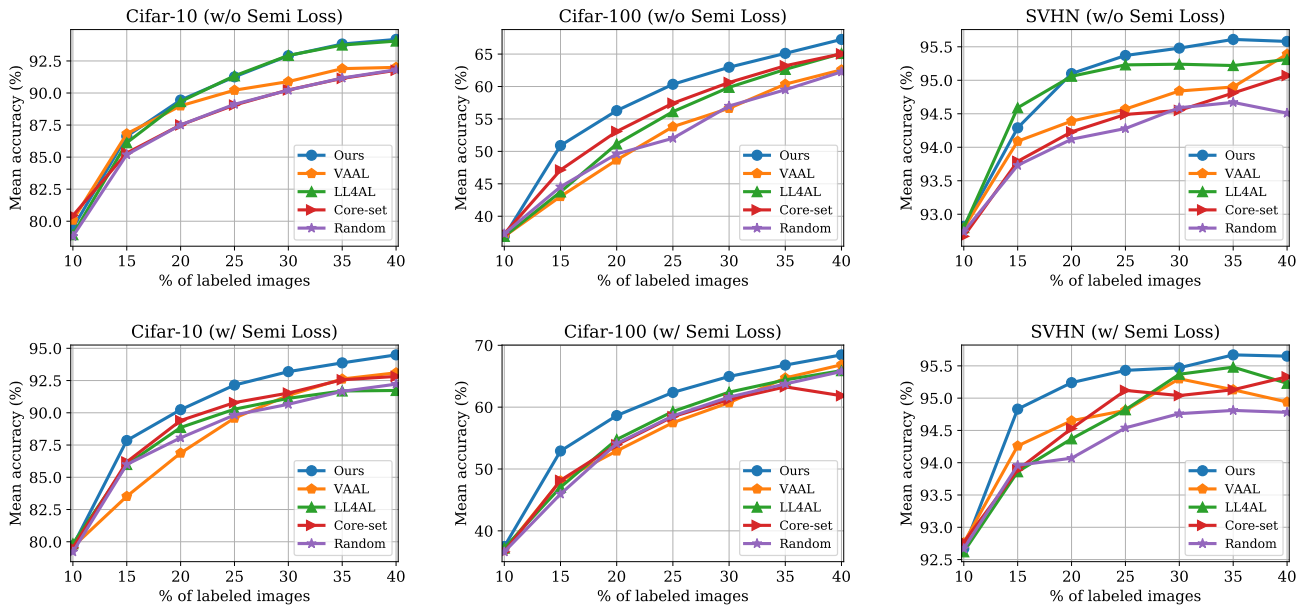 Cifar-10 (w/o Semi Loss)
Mean accuracy (%)
92.5
90.0
87.5
85.0
82.5
80.0
Ours
VAAL
LL4AL
Core-set
Random
10 15 20 25 30 35 40
% of labeled images
Cifar-100 (w/o Semi Loss)
Mean accuracy (%)
65
60
55
50
45
40
Ours
VAAL
LL4AL
Core-set
Random
10 15 20 25 30 35 40
% of labeled images
SVHN (w/o Semi Loss)
Mean accuracy (%)
95.5
95.0
94.5
94.0
93.5
93.0
Ours
VAAL
LL4AL
Core-set
Random
10 15 20 25 30 35 40
% of labeled images
Cifar-10 (w/ Semi Loss)
Mean accuracy (%)
95.0
92.5
90.0
87.5
85.0
82.5
80.0
Ours
VAAL
LL4AL
Core-set
Random
10 15 20 25 30 35 40
% of labeled images
Cifar-100 (w/ Semi Loss)
Mean accuracy (%)
70
60
50
40
Ours
VAAL
LL4AL
Core-set
Random
10 15 20 25 30 35 40
% of labeled images
SVHN (w/ Semi Loss)
Mean accuracy (%)
95.5
95.0
94.5
94.0
93.5
93.0
92.5
Ours
VAAL
LL4AL
Core-set
Random
10 15 20 25 30 35 40
% of labeled images